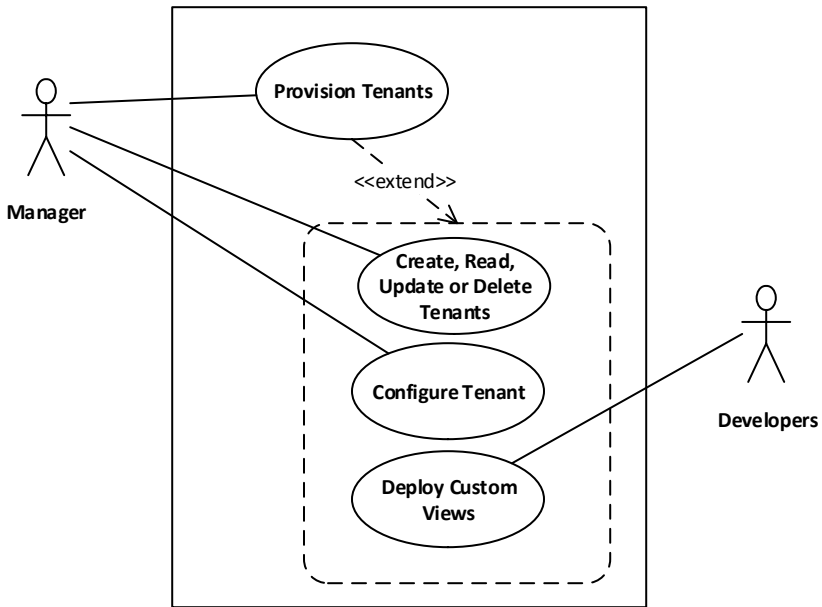 Provision Tenants
<<extend>>
Manager
Create, Read,
Update or Delete
Tenants
Configure Tenant
Developers
Deploy Custom
Views